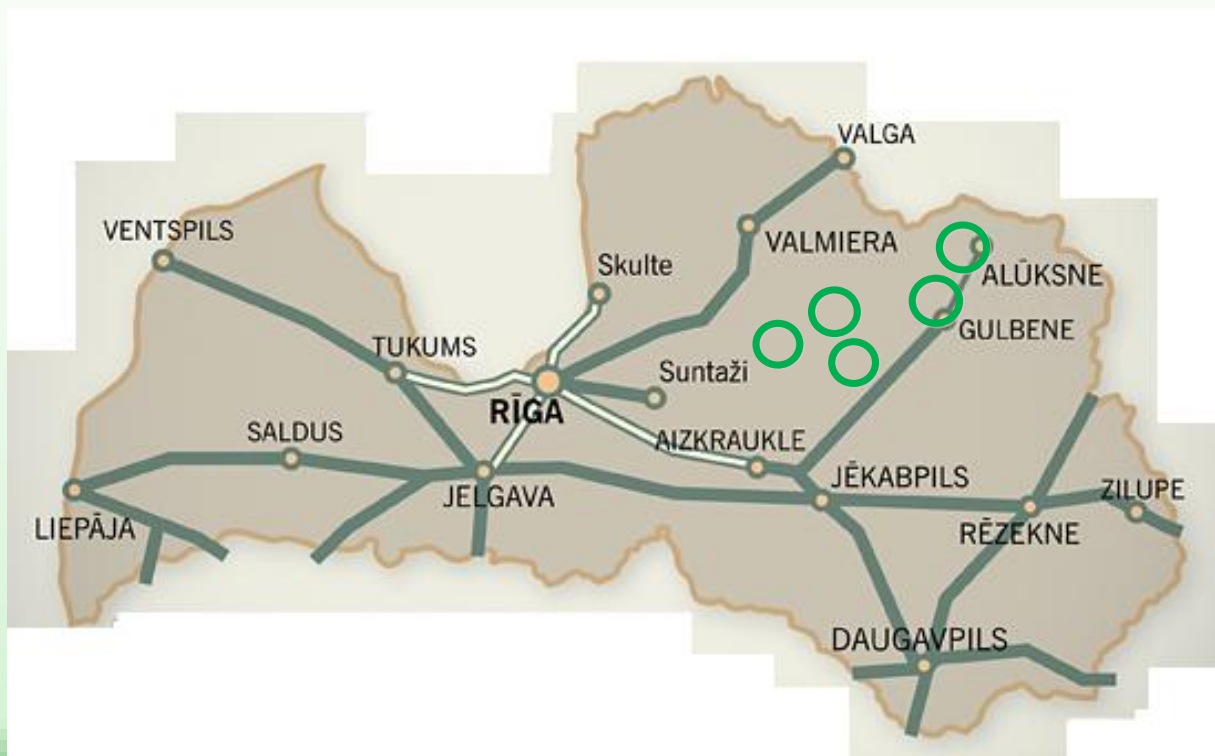 VALGA
VENTSPILS
VALMIERA
Skulte
ALŪKSNE
GULBENE
TUKUMS
Suntaži
RĪGA
SALDUS
AIZKRAUKLE
JELGAVA
JĒKABPILS
ZILUPE
LIEPĀJA
RĒZEKNE
DAUGAVPILS